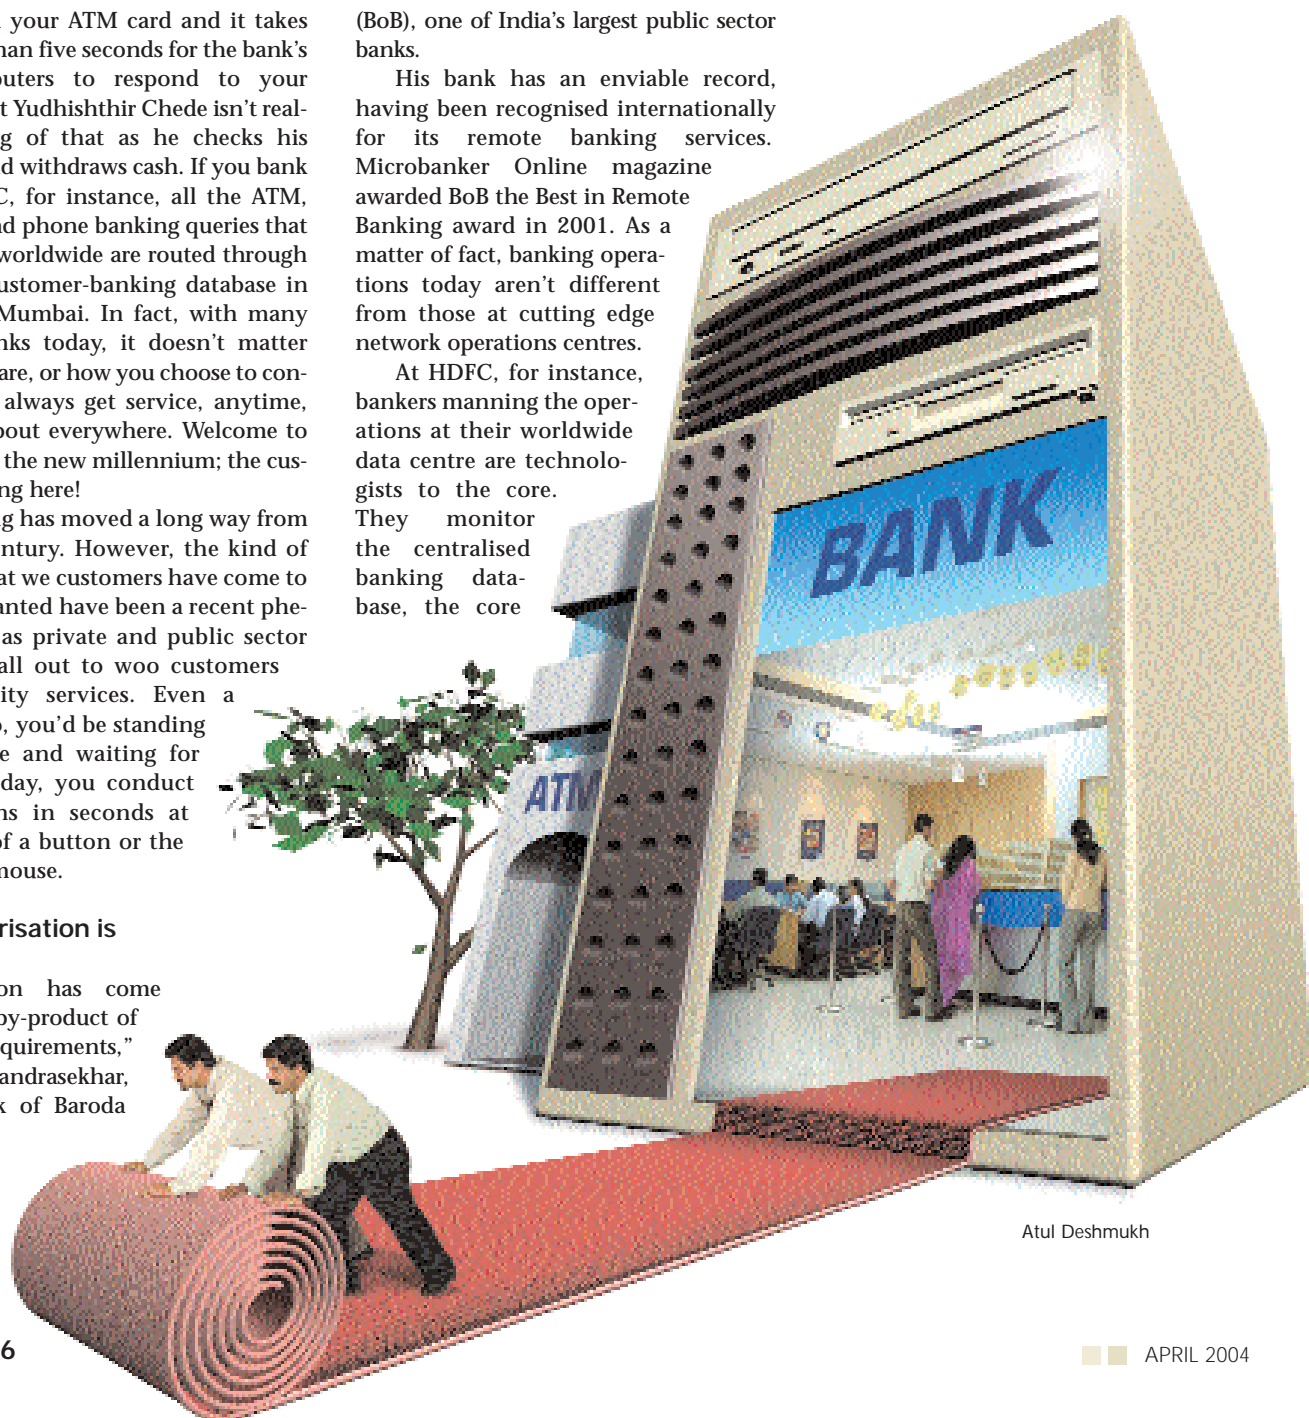 your ATM card and it takes
han five seconds for the bank's
puters to respond to your
t Yudhishthir Chede isn't real-
g of that as he checks his
d withdraws cash. If you bank
C, for instance, all the ATM,
nd phone banking queries that
worldwide are routed through
ustomer-banking database in
Mumbai. In fact, with many
nks today, it doesn't matter
are, or how you choose to con-
always get service, anytime,
bout everywhere. Welcome to
the new millennium; the cus-
ng here!
g has moved a long way from
entury. However, the kind of
at we customers have come to
anted have been a recent phe-
as private and public sector
all out to woo customers
ity services. Even a
o, you'd be standing
e and waiting for
day, you conduct
ns in seconds at
of a button or the
mouse.
risation is
on has come
by-product of
quirements,"
andrasekhar,
k of Baroda
(BoB), one of India's largest public sector
banks.
His bank has an enviable record,
having been recognised internationally
for its remote banking services.
Microbanker Online magazine
awarded BoB the Best in Remote
Banking award in 2001. As a
matter of fact, banking opera-
tions today aren't different
from those at cutting edge
network operations centres.
At HDFC, for instance,
bankers manning the oper-
ations at their worldwide
data centre are technolo-
gists to the core.
They monitor
the centralised
banking data-
base, the core
BANK
ATM
Atul Deshmukh
6
APRIL 2004